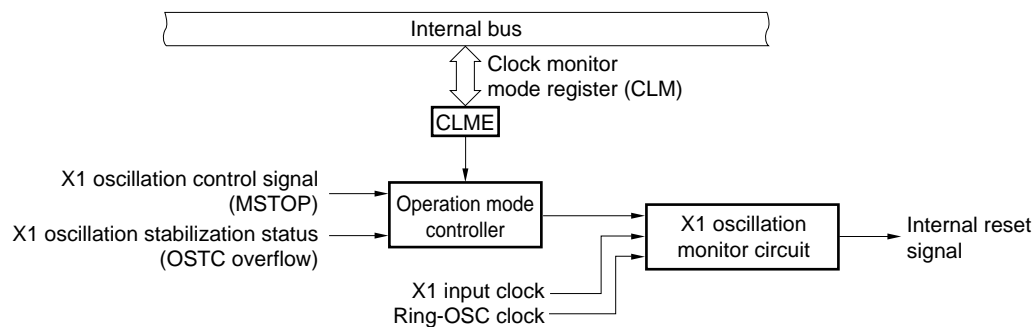 Internal bus
Clock monitor
mode register (CLM)
CLME
X1 oscillation control signal
(MSTOP)
X1 oscillation stabilization status
(OSTC overflow)
Operation mode
controller
X1 oscillation
monitor circuit
Internal reset
signal
X1 input clock
Ring-OSC clock